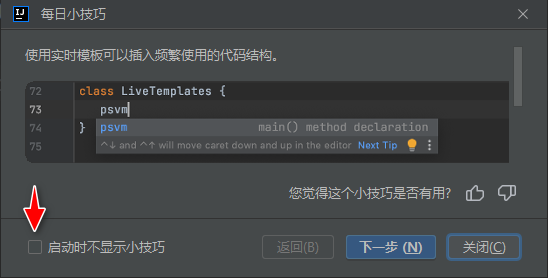 IJ 每日小技巧
使用实时模板可以插入频繁使用的代码结构。
72 class LiveTemplates {
73 psvm
74 } psvm main() method declaration
75 ^↓ and ^↑ will move caret down and up in the editor Next Tip
您觉得这个小技巧是否有用?
启动时不显示小技巧 返回(B) 下一步 (N) 关闭(C)